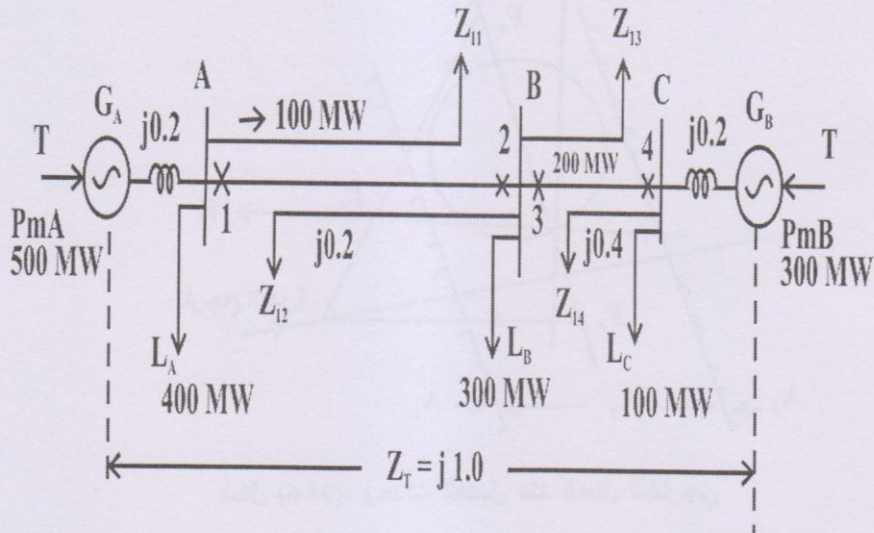 Z11
Z13
A
B
C
GA
GB
j0.2
→ 100 MW
2
200 MW
4
j0.2
T
T
PmA
500 MW
1
3
PmB
300 MW
j0.2
j0.4
Z12
Z14
LA
400 MW
LB
300 MW
LC
100 MW
ZT = j 1.0